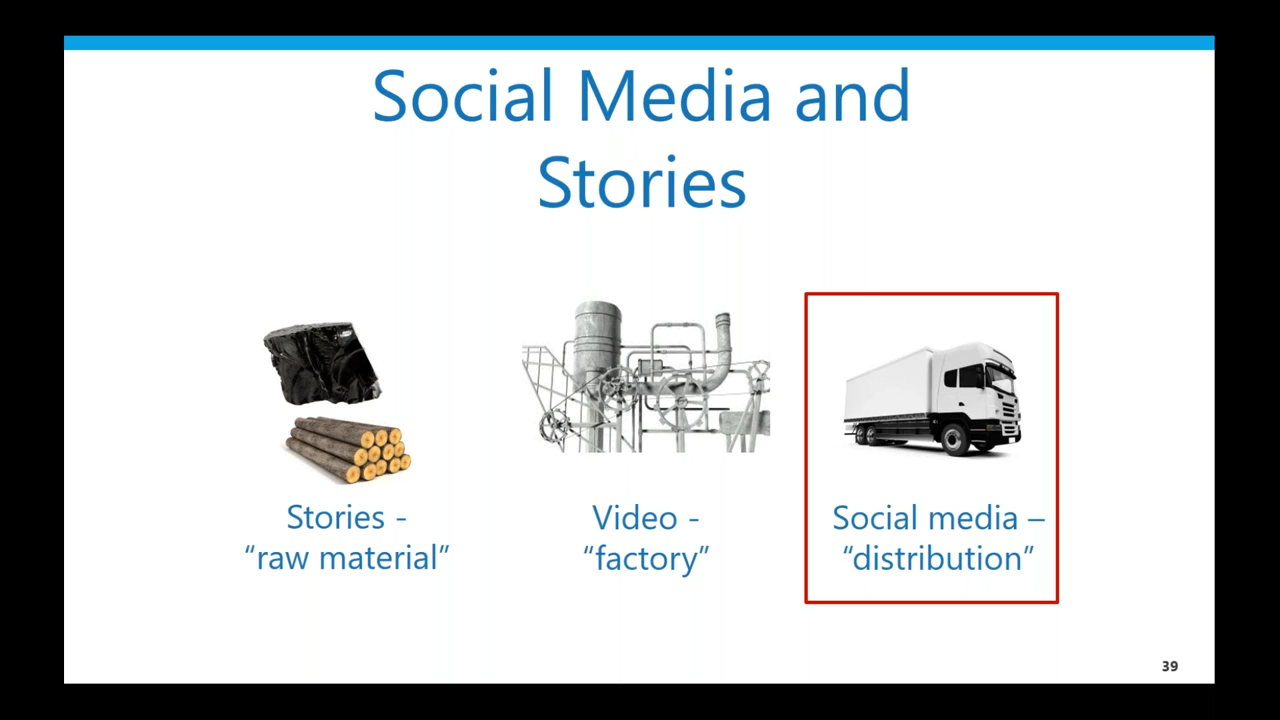 Social Media and
Stories
Stories -
“raw material”
Video -
“factory”
Social media –
“distribution”
39